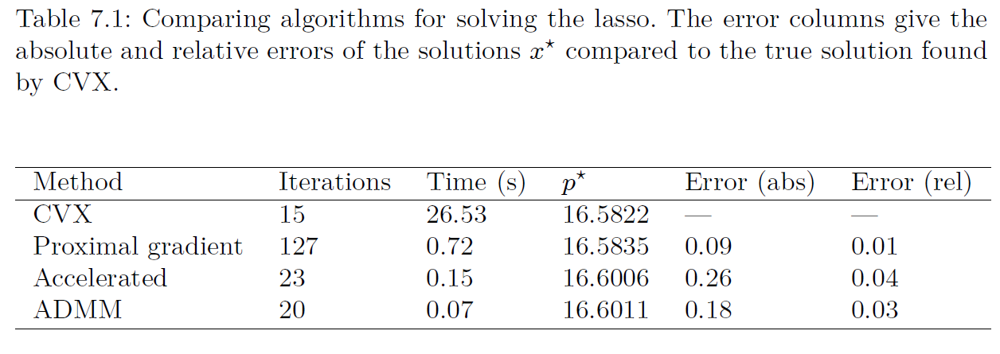 Table 7.1: Comparing algorithms for solving the lasso. The error columns give the
absolute and relative errors of the solutions x⋆ compared to the true solution found
by CVX.
Method Iterations Time (s) p⋆ Error (abs) Error (rel)
CVX 15 26.53 16.5822 — —
Proximal gradient 127 0.72 16.5835 0.09 0.01
Accelerated 23 0.15 16.6006 0.26 0.04
ADMM 20 0.07 16.6011 0.18 0.03